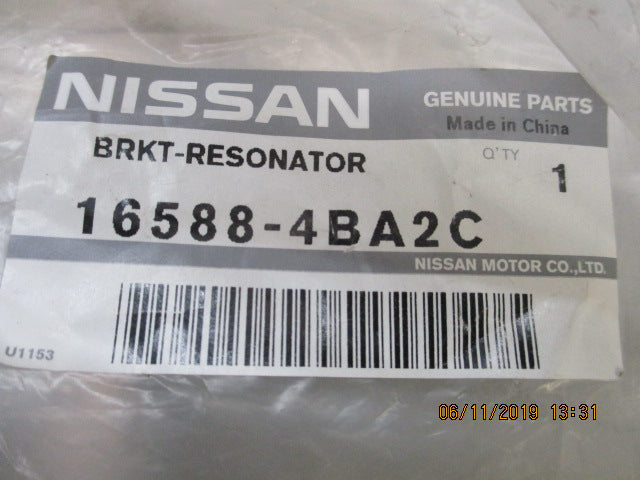 NISSAN
GENUINE PARTS
Made in China
BRKT-RESONATOR
Q'TY
1
16588-4BA2C
NISSAN MOTOR CO.,LTD.
U1153
06/11/2019 13:31